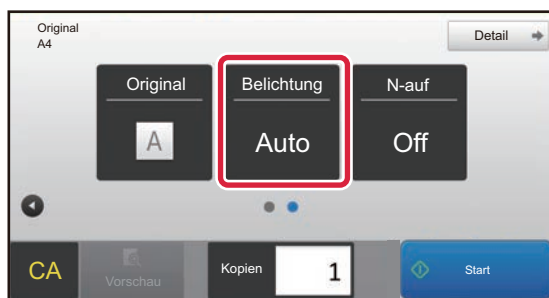 Original
A4
Detail
Original
Belichtung
N-auf
A
Auto
Off
CA
Vorschau
Kopien
1
Start